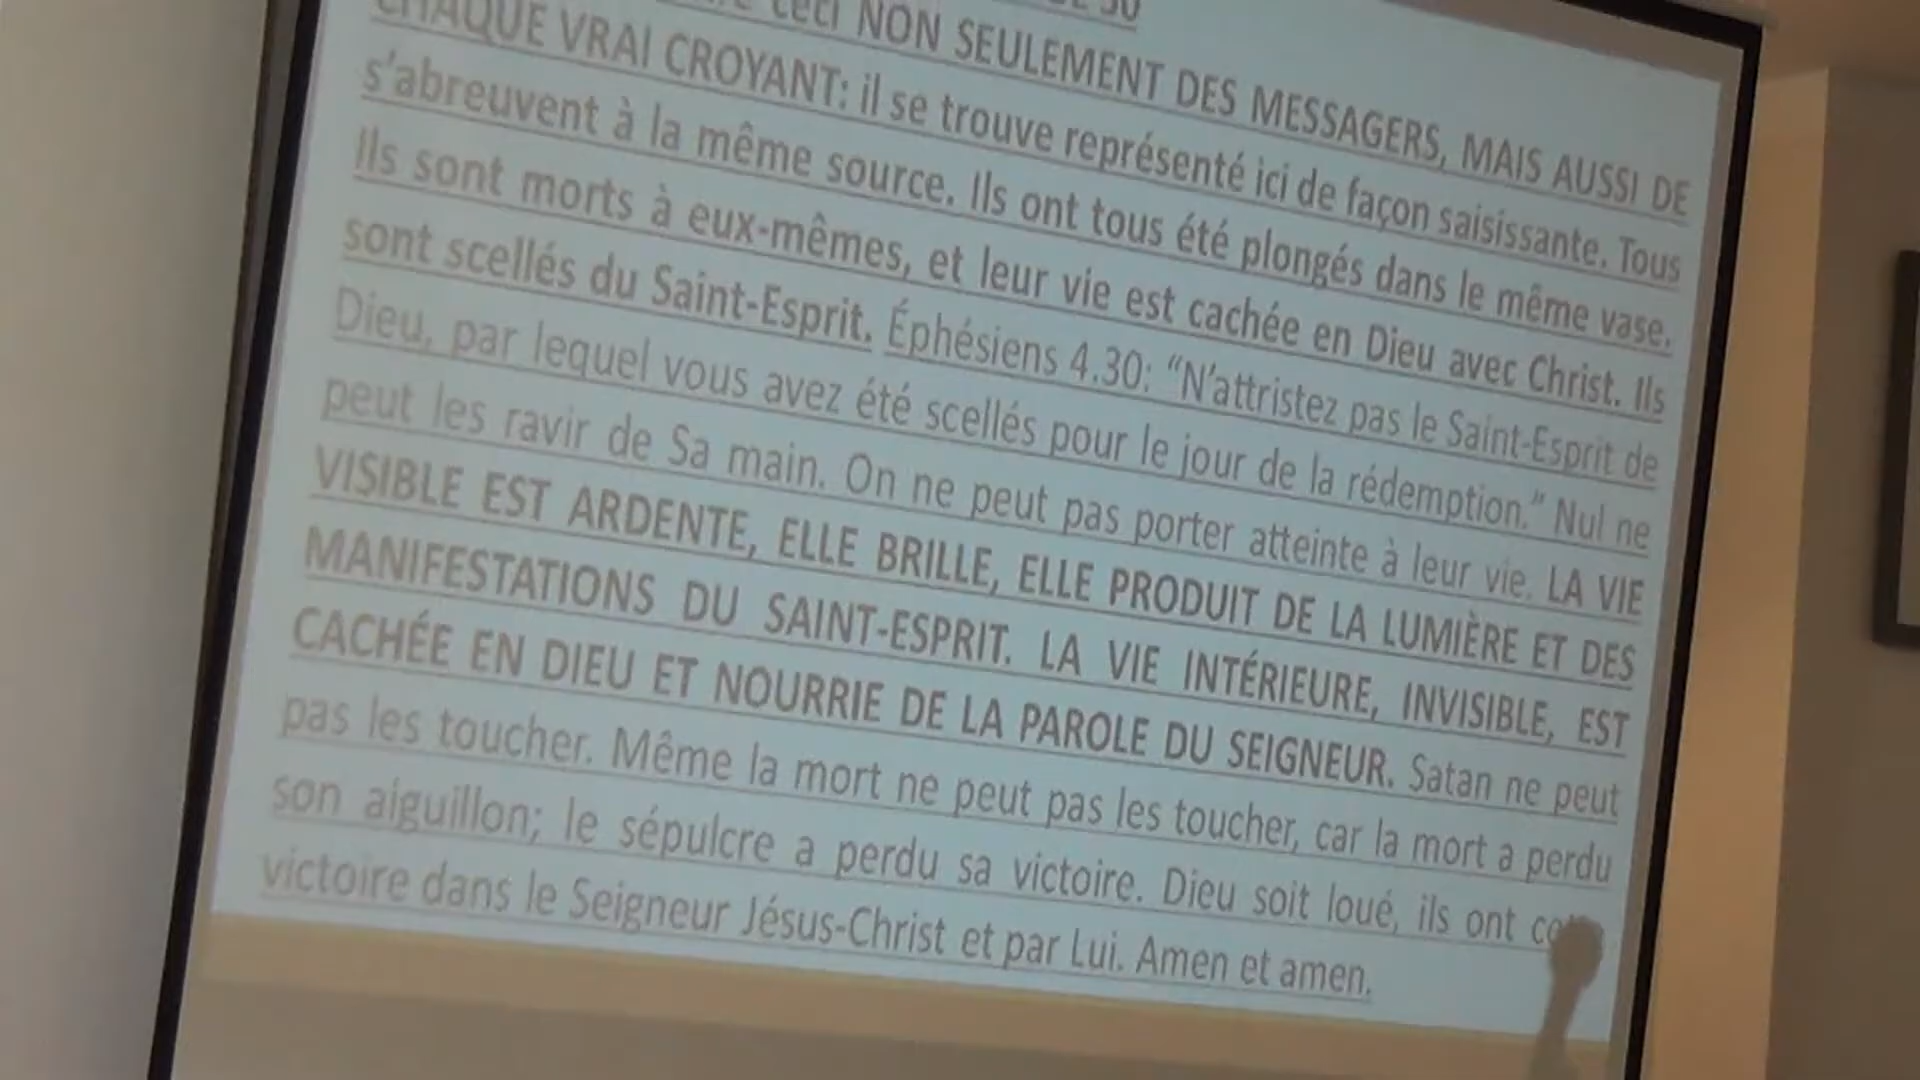 ceci NON SEULEMENT DES MESSAGERS, MAIS AUSSI DE
CHAQUE VRAI CROYANT: il se trouve représenté ici de façon saisissante. Tous
s'abreuvent à la même source. Ils ont tous été plongés dans le même vase.
Ils sont morts à eux-mêmes, et leur vie est cachée en Dieu avec Christ. Ils
sont scellés du Saint-Esprit. Éphésiens 4.30: “N'attristez pas le Saint-Esprit de
Dieu, par lequel vous avez été scellés pour le jour de la rédemption.” Nul ne
peut les ravir de Sa main. On ne peut pas porter atteinte à leur vie. LA VIE
VISIBLE EST ARDENTE, ELLE BRILLE, ELLE PRODUIT DE LA LUMIÈRE ET DES
MANIFESTATIONS DU SAINT-ESPRIT. LA VIE INTÉRIEURE, INVISIBLE, EST
CACHÉE EN DIEU ET NOURRIE DE LA PAROLE DU SEIGNEUR. Satan ne peut
pas les toucher. Même la mort ne peut pas les toucher, car la mort a perdu
son aiguillon; le sépulcre a perdu sa victoire. Dieu soit loué, ils ont
victoire dans le Seigneur Jésus-Christ et par Lui. Amen et amen.